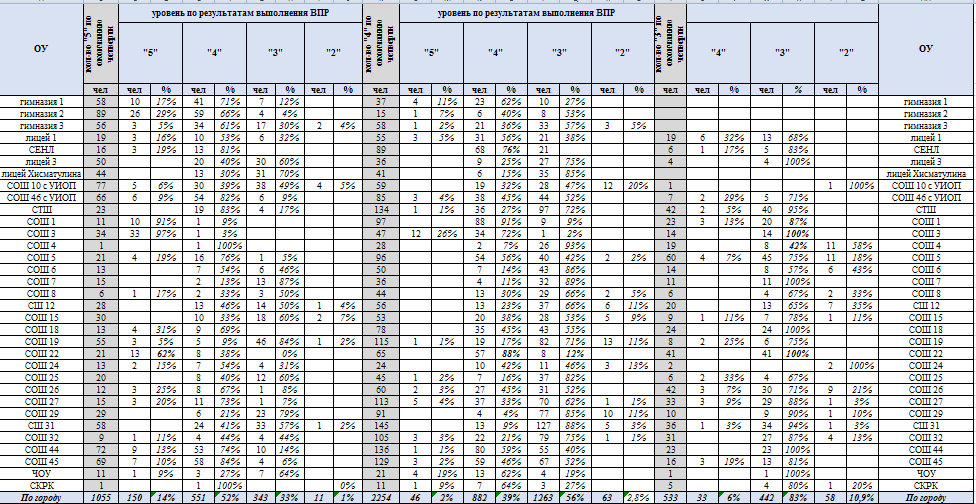 ОУ кол-во "5" по окончанию четверти уровень по результатам выполнения ВПР кол-во "4" по окончанию четверти уровень по результатам выполнения ВПР кол-во "3" по окончанию четверти ОУ
"5" "4" "3" "2" "5" "4" "3" "2" "4" "3" "2"
чел чел % чел % чел % чел % чел чел % чел % чел % чел % чел чел % чел % чел %
гимназия 1 58 10 17% 41 71% 7 12% 37 4 11% 23 62% 10 27% гимназия 1
гимназия 2 89 26 29% 59 66% 4 4% 15 1 7% 6 40% 8 53% гимназия 2
гимназия 3 56 3 5% 34 61% 17 30% 2 4% 58 1 2% 21 36% 33 57% 3 5% гимназия 3
лицей 1 19 3 16% 10 53% 6 32% 55 3 5% 31 56% 21 38% 19 6 32% 13 68% лицей 1
СЕНЛ 16 3 19% 13 81% 89 68 76% 21 6 1 17% 5 83% СЕНЛ
лицей 3 50 20 40% 30 60% 36 9 25% 27 75% 4 4 100% лицей 3
лицей Хисматулина 44 13 30% 31 70% 41 6 15% 35 85% лицей Хисматулина
СОШ 10 с УИОП 77 5 6% 30 39% 38 49% 4 5% 59 19 32% 28 47% 12 20% 1 1 100% СОШ 10 с УИОП
СОШ 46 с УИОП 66 6 9% 54 82% 6 9% 85 3 4% 38 45% 44 52% 7 2 29% 5 71% СОШ 46 с УИОП
СТШ 23 19 83% 4 17% 134 1 1% 36 27% 97 72% 42 2 5% 40 95% СТШ
СОШ 1 11 10 91% 1 9% 97 88 91% 9 9% 23 3 13% 20 87% СОШ 1
СОШ 3 34 33 97% 1 3% 47 12 26% 34 72% 1 2% 14 14 100% СОШ 3
СОШ 4 1 1 100% 28 2 7% 26 93% 19 8 42% 11 58% СОШ 4
СОШ 5 21 4 19% 16 76% 1 5% 96 54 56% 40 42% 2 2% 60 4 7% 45 75% 11 18% СОШ 5
СОШ 6 13 7 54% 6 46% 50 7 14% 43 86% 14 8 57% 6 43% СОШ 6
СОШ 7 15 2 13% 13 87% 36 4 11% 32 89% 11 11 100% СОШ 7
СОШ 8 6 1 17% 2 33% 3 50% 44 13 30% 29 66% 2 5% 6 4 67% 2 33% СОШ 8
СШ 12 28 13 46% 14 50% 1 4% 56 13 23% 37 66% 6 11% 20 13 65% 7 35% СШ 12
СОШ 15 30 10 33% 18 60% 2 7% 53 20 38% 28 53% 5 9% 9 1 11% 7 78% 1 11% СОШ 15
СОШ 18 13 4 31% 9 69% 78 35 45% 43 55% 24 24 100% СОШ 18
СОШ 19 55 3 5% 5 9% 46 84% 1 2% 115 1 1% 19 17% 82 71% 13 11% 8 2 25% 6 75% СОШ 19
СОШ 22 21 13 62% 8 38% 0% 65 57 88% 8 12% 41 41 100% СОШ 22
СОШ 24 13 2 15% 7 54% 4 31% 24 10 42% 11 46% 3 13% 2 2 100% СОШ 24
СОШ 25 20 8 40% 12 60% 45 1 2% 7 16% 37 82% 6 2 33% 4 67% СОШ 25
СОШ 26 12 3 25% 8 67% 1 8% 60 2 3% 27 45% 31 52% 42 3 7% 30 71% 9 21% СОШ 26
СОШ 27 15 3 20% 11 73% 1 7% 113 5 4% 37 33% 70 62% 1 1% 33 3 9% 29 88% 1 3% СОШ 27
СОШ 29 29 6 21% 23 79% 91 4 4% 77 85% 10 11% 10 9 90% 1 10% СОШ 29
СШ 31 58 24 41% 33 57% 1 2% 145 13 9% 127 88% 5 3% 36 1 3% 34 94% 1 3% СШ 31
СОШ 32 9 1 11% 4 44% 4 44% 105 3 3% 22 21% 79 75% 1 1% 31 27 87% 4 13% СОШ 32
СОШ 44 72 9 13% 53 74% 10 14% 136 1 1% 80 59% 55 40% 23 23 100% СОШ 44
СОШ 45 69 7 10% 58 84% 4 6% 129 3 2% 59 46% 67 52% 16 3 19% 13 81% СОШ 45
ЧОУ 11 1 9% 3 27% 7 64% 21 4 19% 13 62% 4 19% 1 1 100% ЧОУ
СКРК 1 1 100% 0% 11 1 9% 7 64% 3 27% 5 4 80% 1 20% СКРК
По городу 1055 150 14% 551 52% 343 33% 11 1% 2254 46 2% 882 39% 1263 56% 63 2,8% 533 33 6% 442 83% 58 10,9% По городу